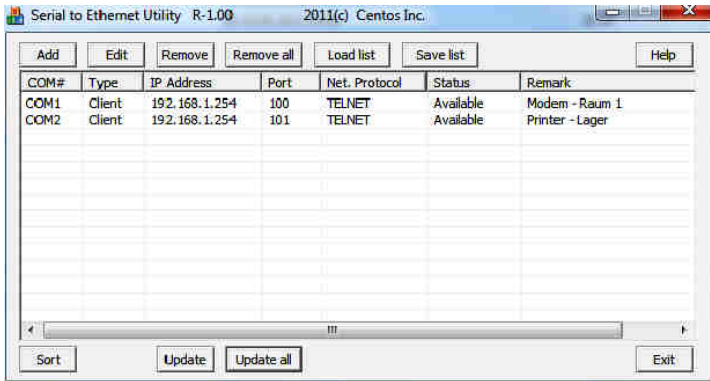 Serial to Ethernet Utility R-1.00 2011(c) Centos Inc.
Add Edit Remove Remove all Load list Save list Help
COM# Type IP Address Port Net. Protocol Status Remark
COM1 Client 192.168.1.254 100 TELNET Available Modem - Raum 1
COM2 Client 192.168.1.254 101 TELNET Available Printer - Lager
Sort Update Update all Exit